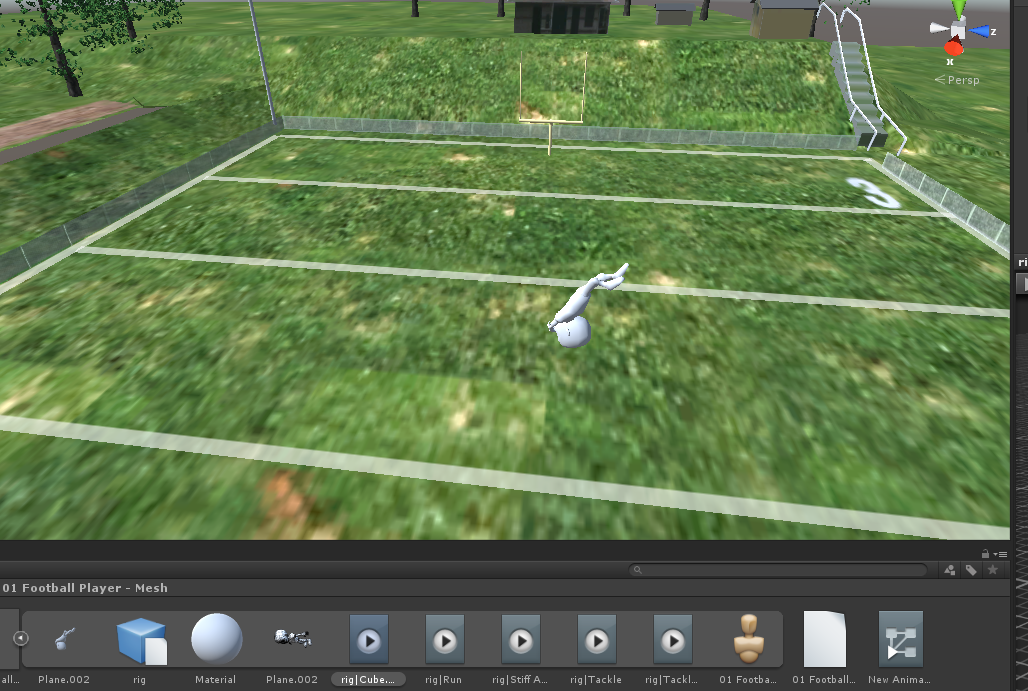 z
x
< Persp
3
ri
01 Football Player - Mesh
all...
Plane.002
rig
Material
Plane.002
rig|Cube....
rig|Run
rig|Stiff A...
rig|Tackle
rig|Tackl...
01 Footba...
01 Football...
New Anima...